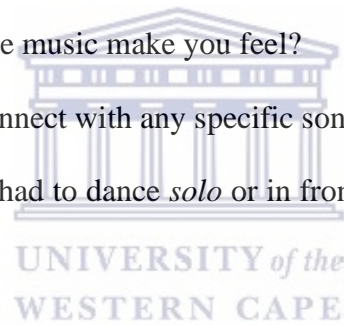 e music make you feel?
nnect with any specific son
had to dance solo or in fron
UNIVERSITY of the
WESTERN CAPE